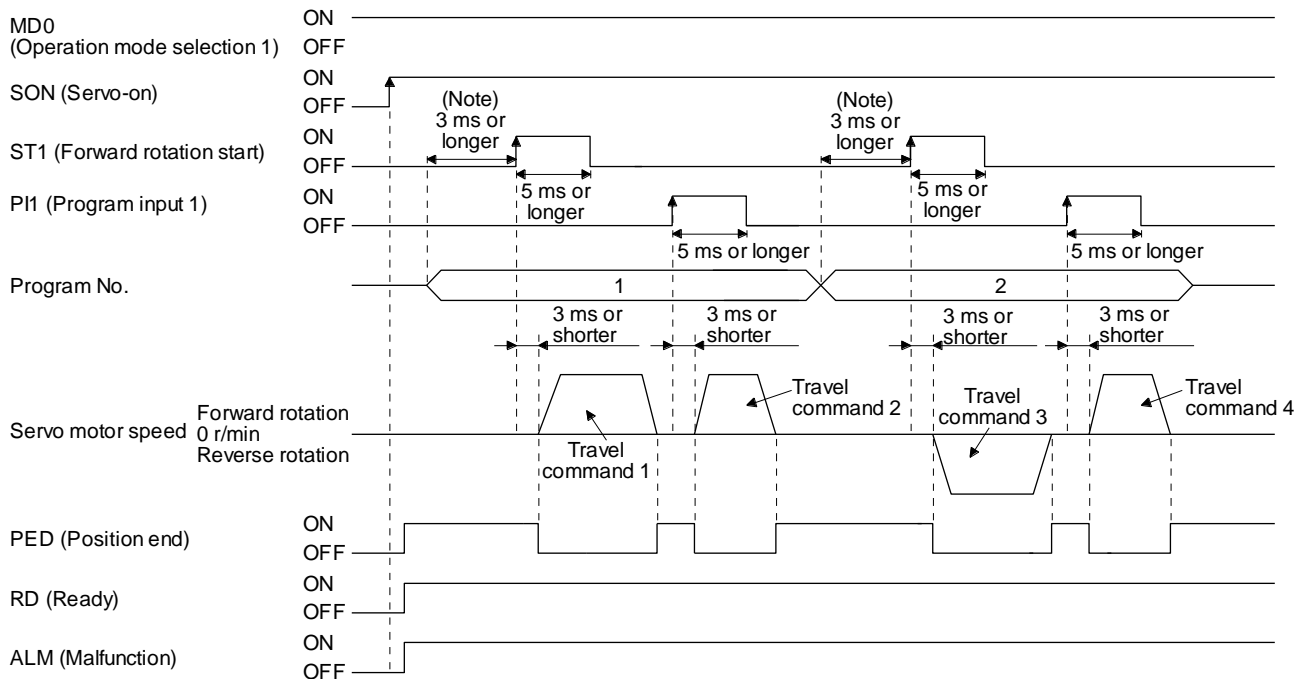 MD0
(Operation mode selection 1)
ON
OFF
SON (Servo-on)
ON
OFF
(Note)
3 ms or
longer
(Note)
3 ms or
longer
ST1 (Forward rotation start)
ON
OFF
5 ms or
longer
5 ms or
longer
PI1 (Program input 1)
ON
OFF
5 ms or longer
5 ms or longer
Program No.
1
2
3 ms or
shorter
3 ms or
shorter
3 ms or
shorter
3 ms or
shorter
Servo motor speed
Forward rotation
0 r/min
Reverse rotation
Travel
command 1
Travel
command 2
Travel
command 3
Travel
command 4
PED (Position end)
ON
OFF
RD (Ready)
ON
OFF
ALM (Malfunction)
ON
OFF